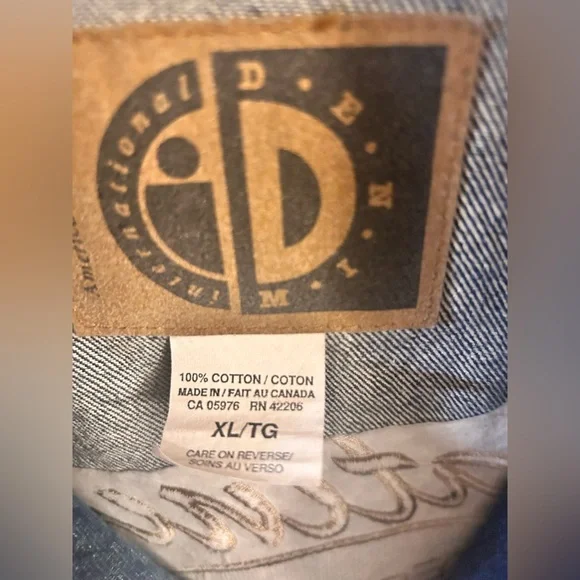 international
D·E·N·I·M
iD
100% COTTON / COTON
MADE IN / FAIT AU CANADA
CA 05976 RN 42206
XL/TG
CARE ON REVERSE/
SOINS AU VERSO